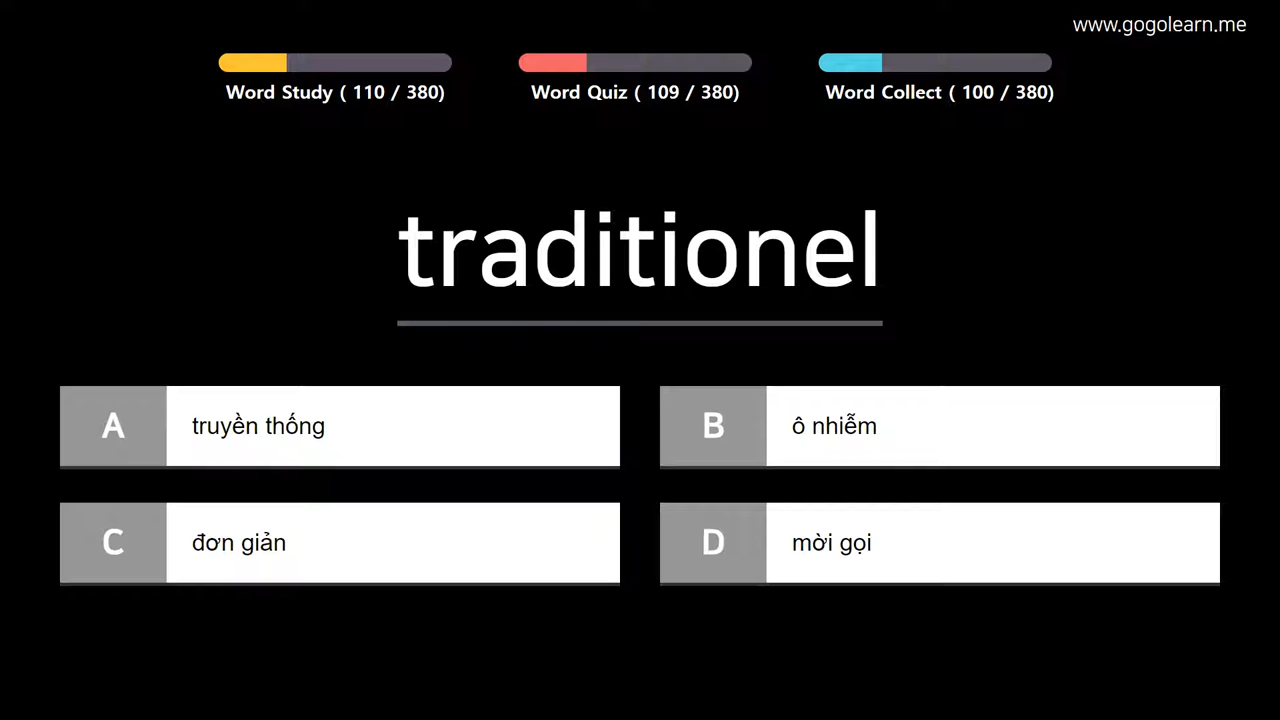 www.gogolearn.me
Word Study ( 110 / 380)
Word Quiz ( 109 / 380)
Word Collect ( 100 / 380)
traditionel
A truyền thống
B ô nhiễm
C đơn giản
D mời gọi